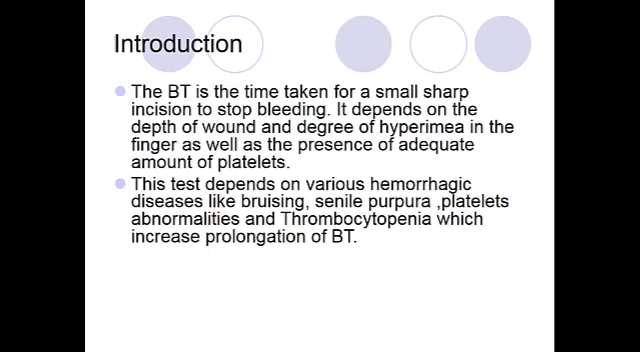 Introduction
The BT is the time taken for a small sharp
incision to stop bleeding. It depends on the
depth of wound and degree of hyperimea in the
finger as well as the presence of adequate
amount of platelets.
This test depends on various hemorrhagic
diseases like bruising, senile purpura ,platelets
abnormalities and Thrombocytopenia which
increase prolongation of BT.